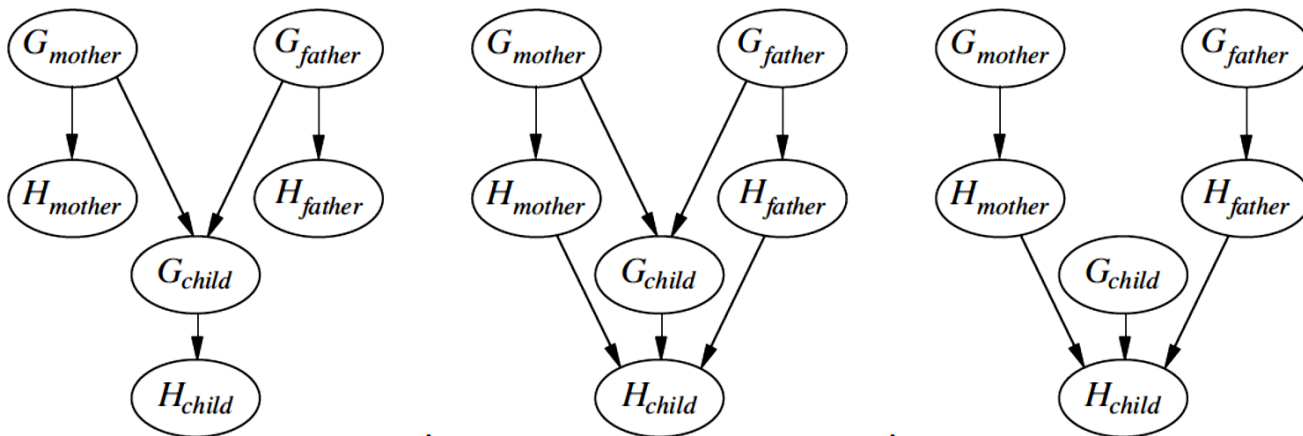 G_mother G_father G_mother G_father G_mother G_father
H_mother H_father H_mother H_father H_mother H_father
G_child G_child G_child
H_child H_child H_child